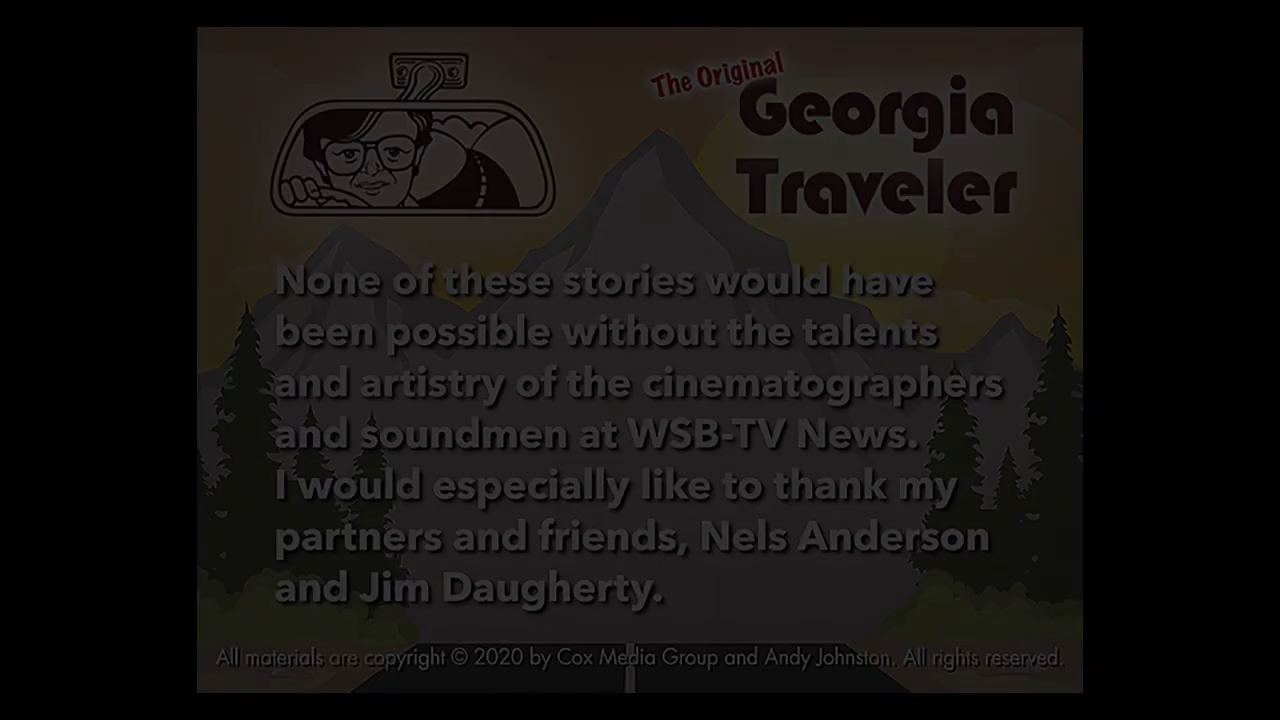 The Original
Georgia
Traveler
None of these stories would have
been possible without the talents
and artistry of the cinematographers
and soundmen at WSB-TV News.
I would especially like to thank my
partners and friends, Nels Anderson
and Jim Daugherty.
All materials are copyright © 2020 by Cox Media Group and Andy Johnston. All rights reserved.